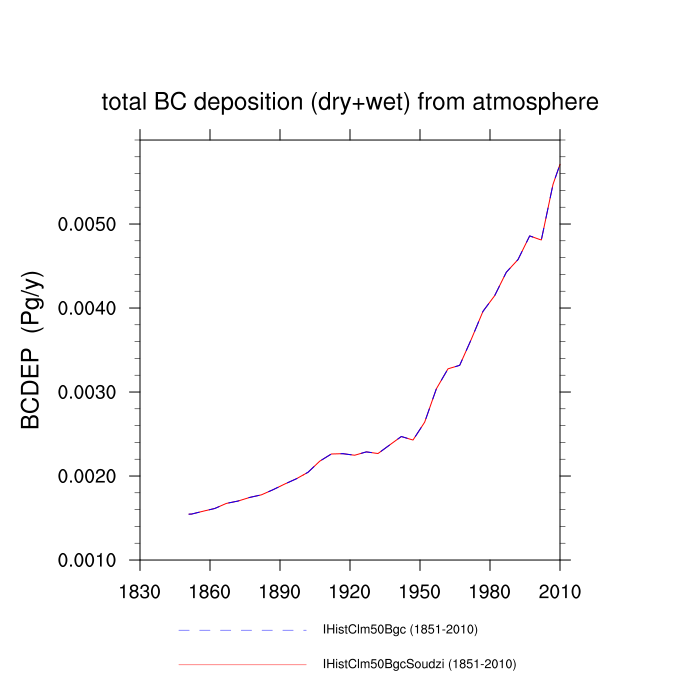 total BC deposition (dry+wet) from atmosphere
BCDEP (Pg/y)
0.0050
0.0040
0.0030
0.0020
0.0010
1830 1860 1890 1920 1950 1980 2010
IHistClm50Bgc (1851-2010)
IHistClm50BgcSoudzi (1851-2010)